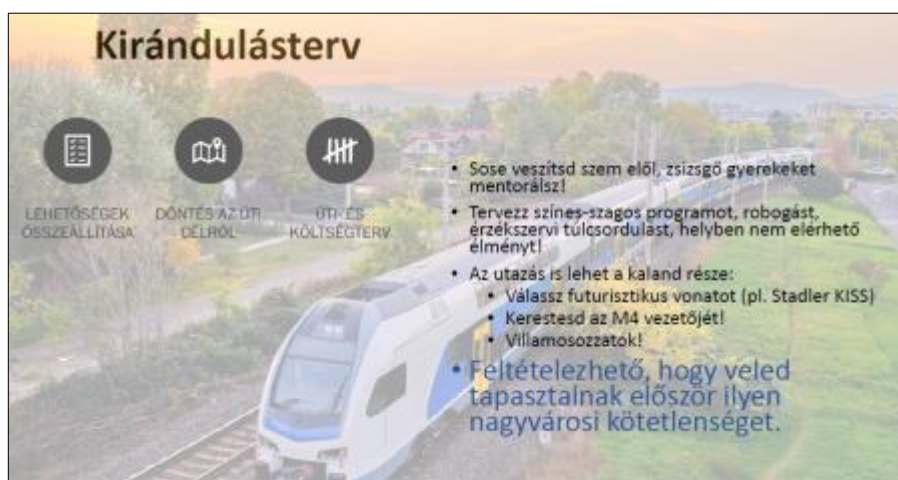 Kirándulásterv
LEHETŐSÉGEK
ÖSSZEÁLLÍTÁSA
DÖNTÉS AZ ÚTI
CÉLRÓL
ÚTI- ÉS
KÖLTSÉGTERV
• Sose veszítsd szem elől, zsizsgő gyerekeket
mentorálsz!
• Tervezz színes-szagos programot, robogást,
érzékszervi túlcsordulást, helyben nem elérhető
élményt!
• Az utazás is lehet a kaland része:
• Válassz futurisztikus vonatot (pl. Stadler KISS)
• Kerestesd az M4 vezetőjét!
• Villamosozzatok!
• Feltételezhető, hogy veled
tapasztalnak először ilyen
nagyvárosi kötetlenséget.